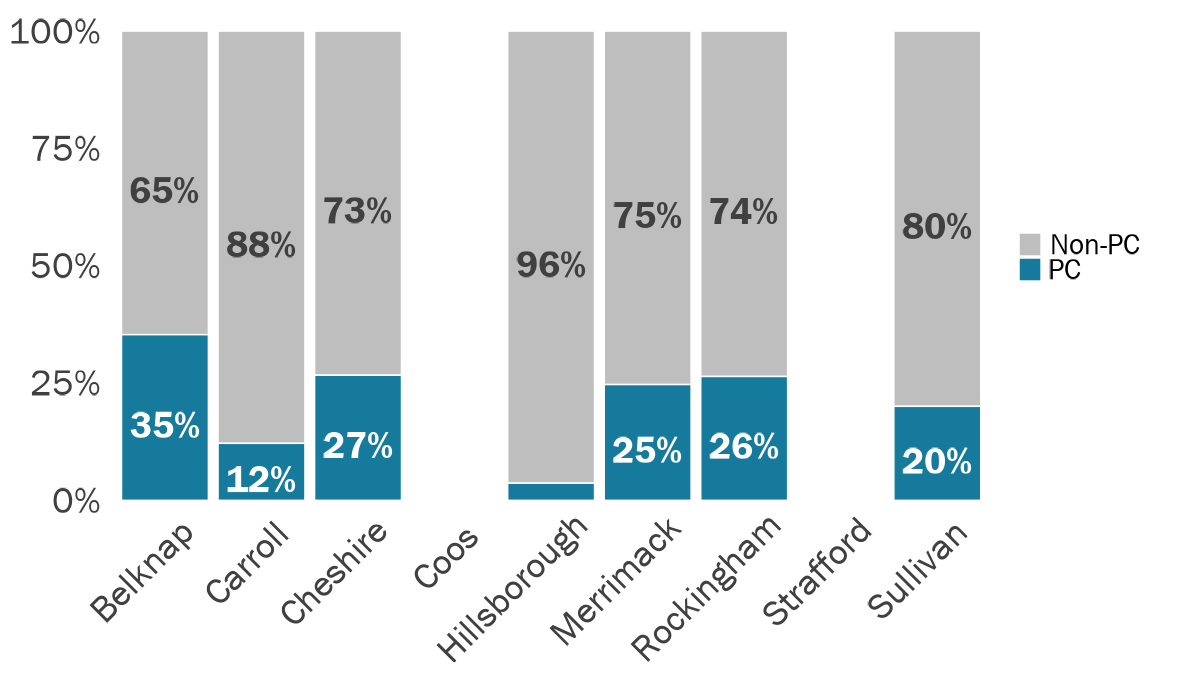 100%
75%
50%
25%
0%
65%
88%
73%
96%
75%
74%
80%
35%
12%
27%
25%
26%
20%
Belknap
Carroll
Cheshire
Coos
Hillsborough
Merrimack
Rockingham
Strafford
Sullivan
Non-PC
PC